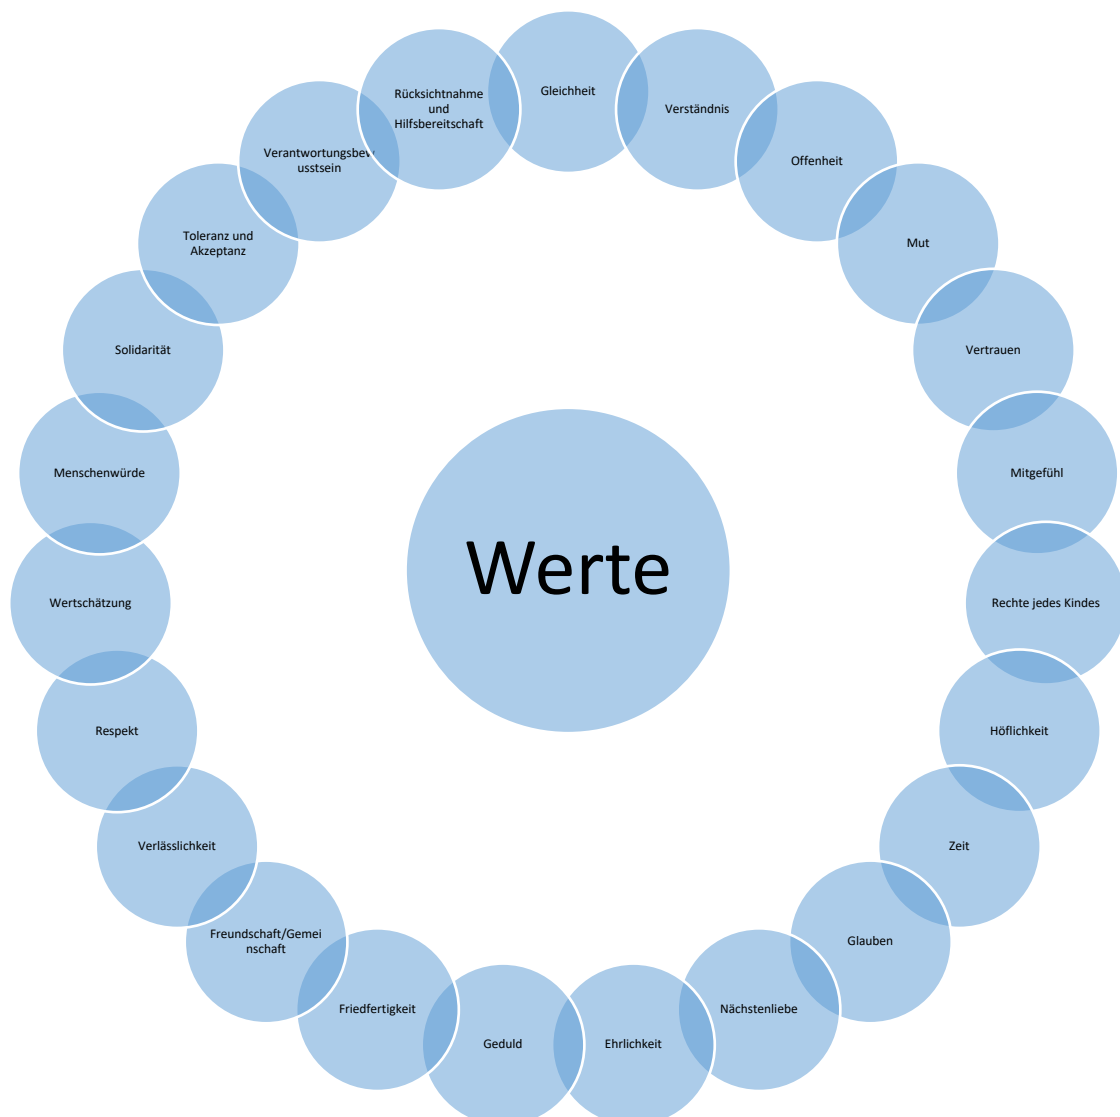 Gleichheit
Verständnis
Offenheit
Mut
Vertrauen
Mitgefühl
Rechte jedes Kindes
Höflichkeit
Zeit
Glauben
Nächstenliebe
Ehrlichkeit
Geduld
Friedfertigkeit
Freundschaft/Gemei
nschaft
Verlässlichkeit
Respekt
Wertschätzung
Menschenwürde
Solidarität
Toleranz und
Akzeptanz
Verantwortungsbew
usstsein
Rücksichtnahme
und
Hilfsbereitschaft
Werte